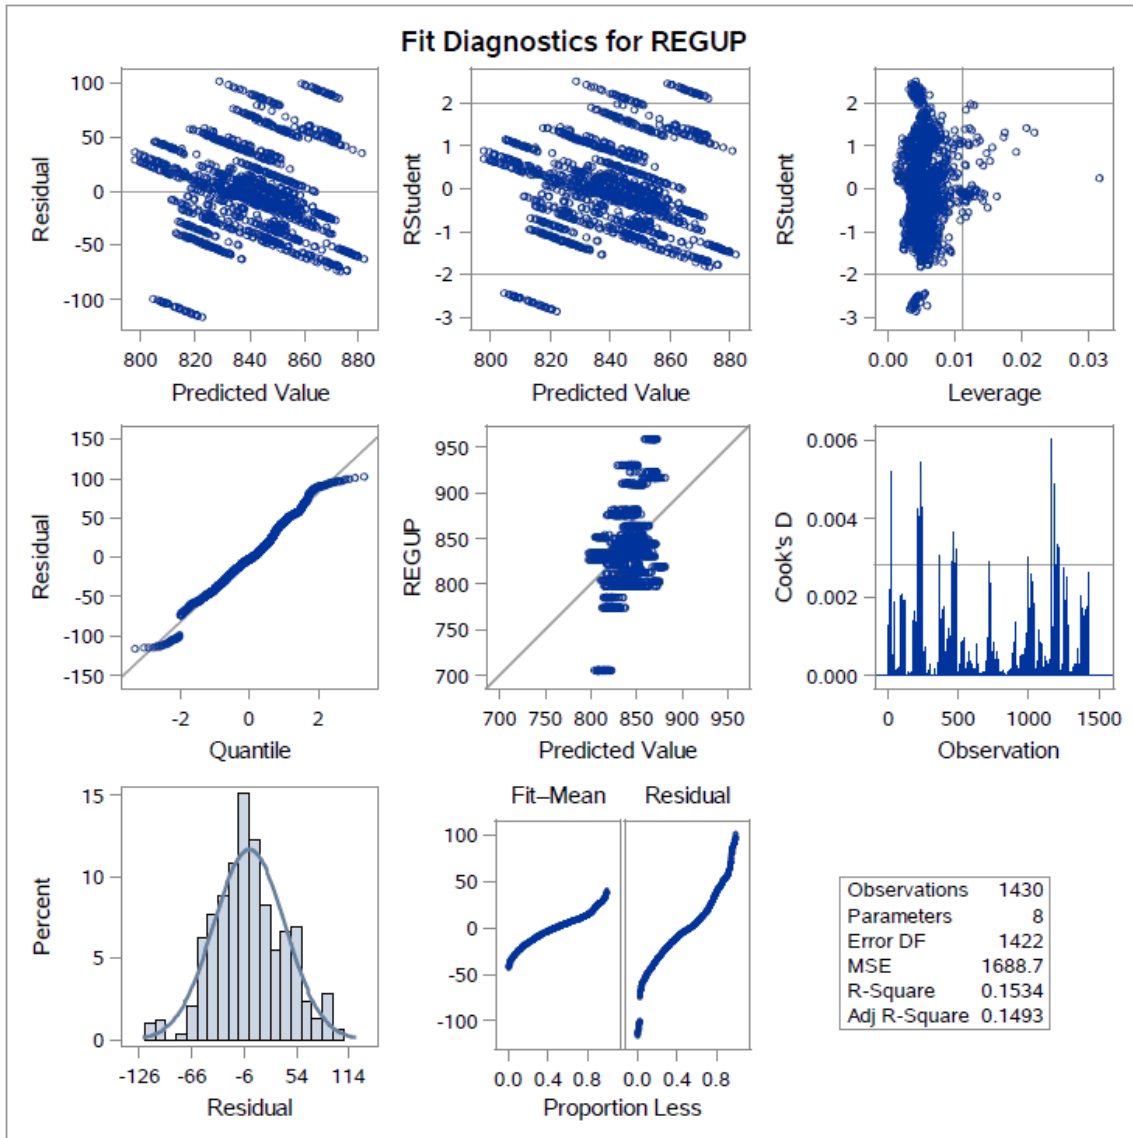 Fit Diagnostics for REGUP
100
50
0
-50
-100
Residual
800 820 840 860 880
Predicted Value
2
1
0
-1
-2
-3
RStudent
800 820 840 860 880
Predicted Value
2
1
0
-1
-2
-3
RStudent
0.00 0.01 0.02 0.03
Leverage
150
100
50
0
-50
-100
-150
Residual
-2 0 2
Quantile
950
900
850
800
750
700
REGUP
700 750 800 850 900 950
Predicted Value
0.006
0.004
0.002
0.000
Cook's D
0 500 1000 1500
Observation
15
10
5
0
Percent
-126 -66 -6 54 114
Residual
Fit–Mean Residual
100
50
0
-50
-100
0.0 0.4 0.8 0.0 0.4 0.8
Proportion Less
Observations 1430
Parameters 8
Error DF 1422
MSE 1688.7
R-Square 0.1534
Adj R-Square 0.1493